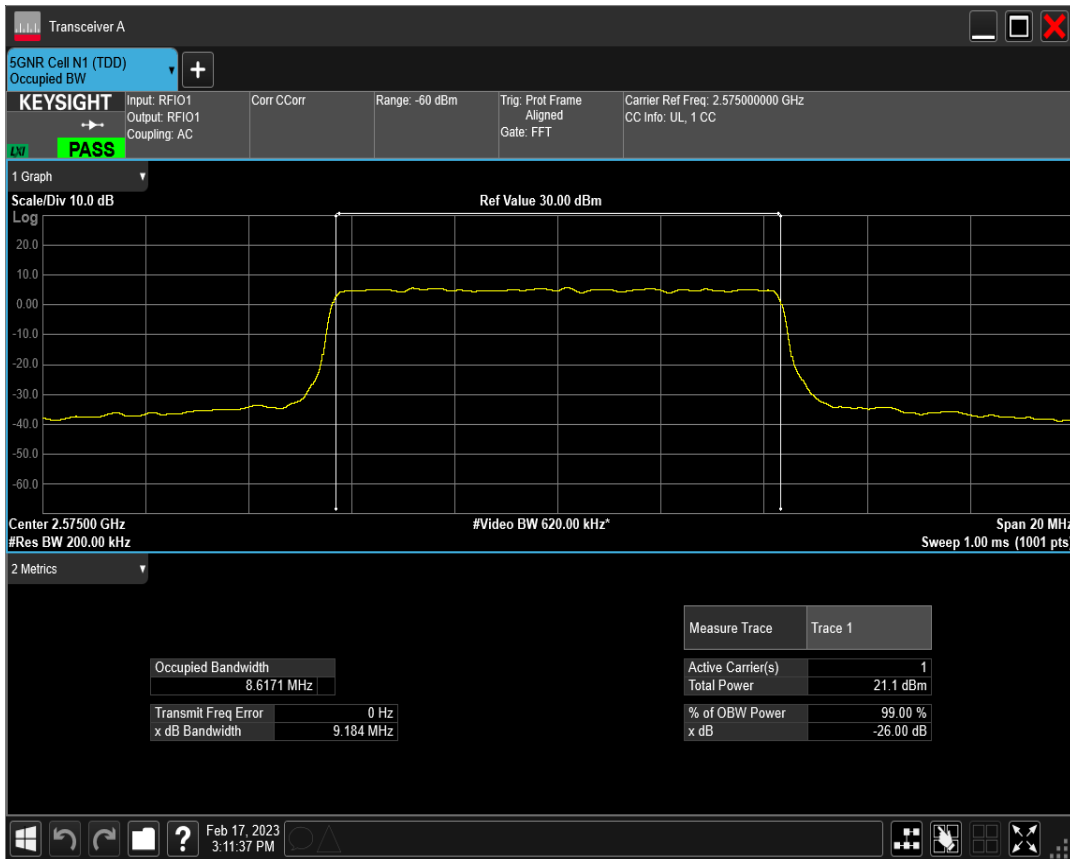 Transceiver A
5GNR Cell N1 (TDD)
Occupied BW
+
KEYSIGHT
LXI
PASS
Input: RFIO1
Output: RFIO1
Coupling: AC
Corr CCorr
Range: -60 dBm
Trig: Prot Frame
Aligned
Gate: FFT
Carrier Ref Freq: 2.575000000 GHz
CC Info: UL, 1 CC
1 Graph
Scale/Div 10.0 dB
Ref Value 30.00 dBm
Log
20.0
10.0
0.00
-10.0
-20.0
-30.0
-40.0
-50.0
-60.0
Center 2.57500 GHz
#Video BW 620.00 kHz*
Span 20 MHz
#Res BW 200.00 kHz
Sweep 1.00 ms (1001 pts)
2 Metrics
Measure Trace Trace 1
Occupied Bandwidth
8.6171 MHz
Active Carrier(s) 1
Total Power 21.1 dBm
Transmit Freq Error 0 Hz
x dB Bandwidth 9.184 MHz
% of OBW Power 99.00 %
x dB -26.00 dB
?
Feb 17, 2023
3:11:37 PM